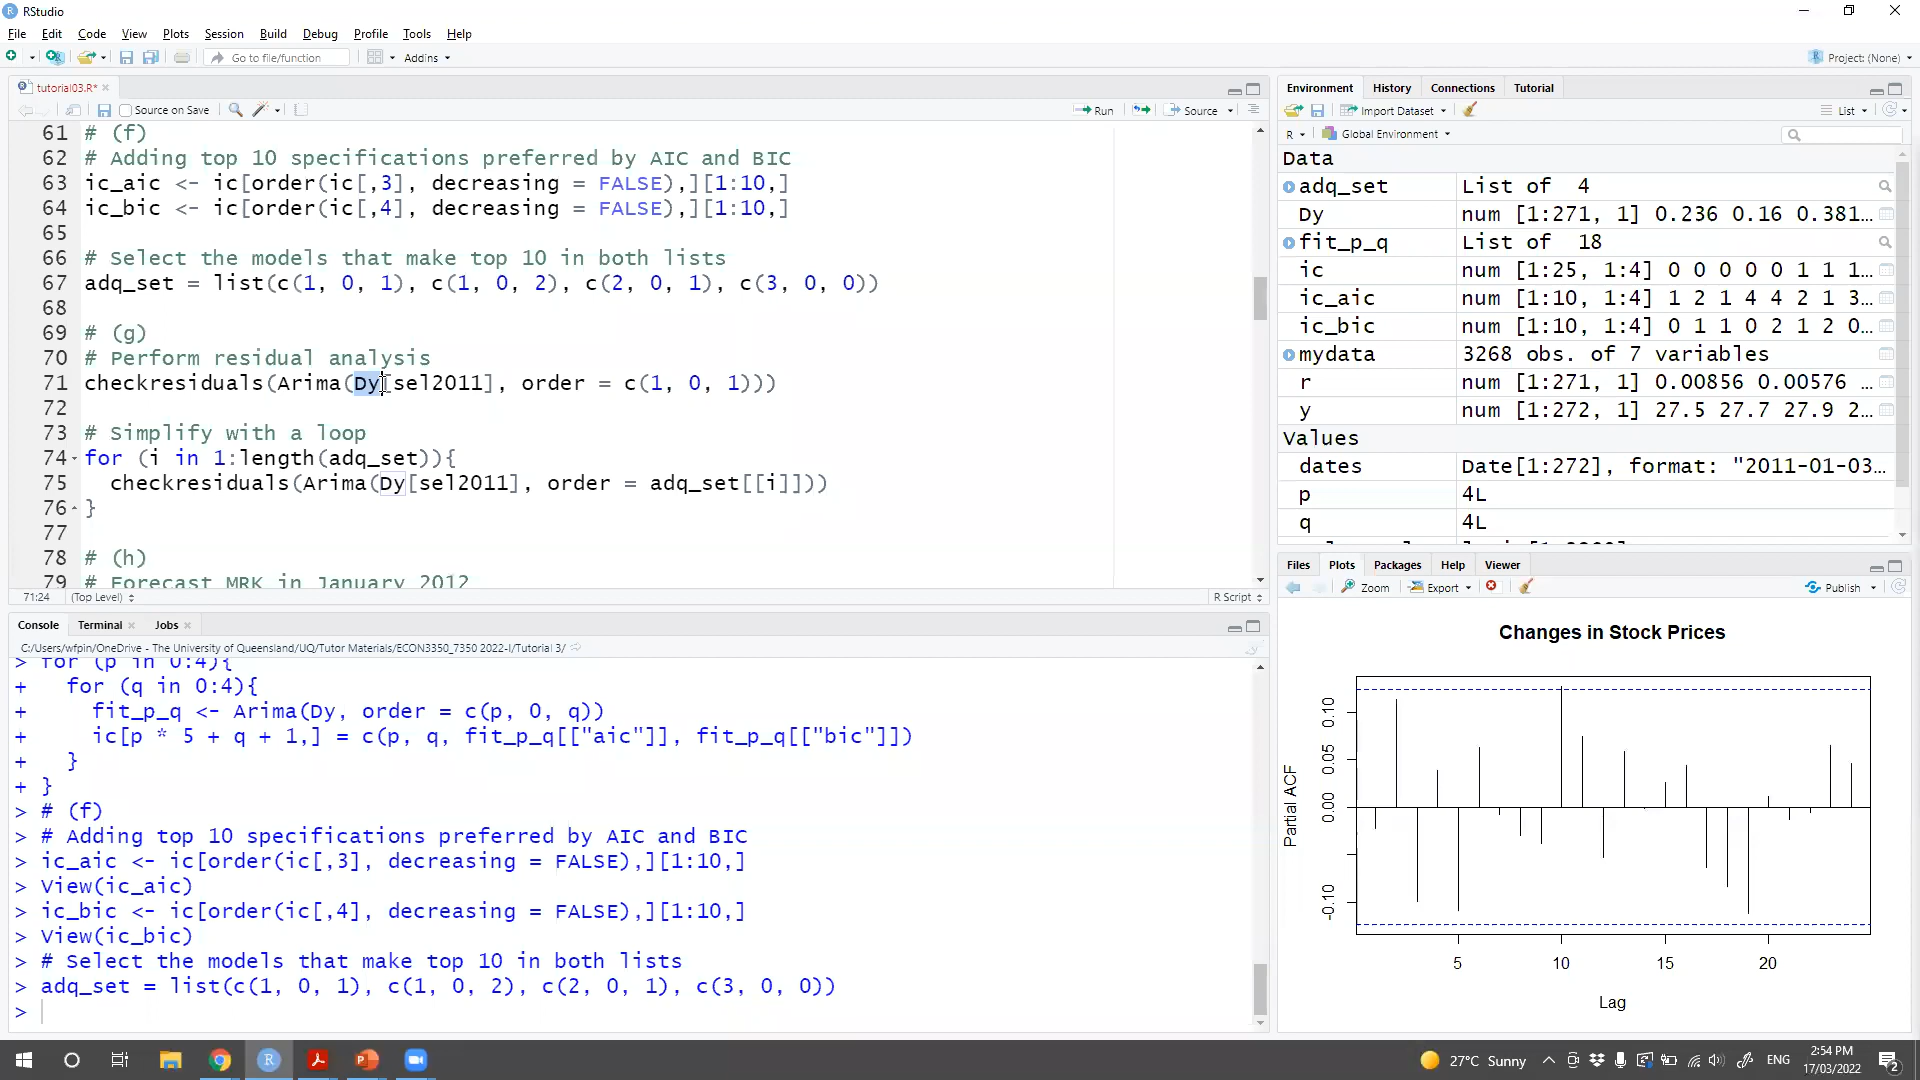 RStudio
File Edit Code View Plots Session Build Debug Profile Tools Help
Go to file/function Addins Project: (None)
tutorial03.R*
Source on Save Run Source
61 # (f)
62 # Adding top 10 specifications preferred by AIC and BIC
63 ic_aic <- ic[order(ic[,3], decreasing = FALSE),][1:10,]
64 ic_bic <- ic[order(ic[,4], decreasing = FALSE),][1:10,]
65
66 # Select the models that make top 10 in both lists
67 adq_set = list(c(1, 0, 1), c(1, 0, 2), c(2, 0, 1), c(3, 0, 0))
68
69 # (g)
70 # Perform residual analysis
71 checkresiduals(Arima(Dy[sel2011], order = c(1, 0, 1)))
72
73 # Simplify with a loop
74 for (i in 1:length(adq_set)){
75 checkresiduals(Arima(Dy[sel2011], order = adq_set[[i]]))
76 }
77
78 # (h)
79 # Forecast MRK in January 2012
71:24 (Top Level) R Script
Console Terminal Jobs
C:/Users/wfpin/OneDrive - The University of Queensland/UQ/Tutor Materials/ECON3350_7350 2022-I/Tutorial 3/
> for (p in 0:4){
+ for (q in 0:4){
+ fit_p_q <- Arima(Dy, order = c(p, 0, q))
+ ic[p * 5 + q + 1,] = c(p, q, fit_p_q[["aic"]], fit_p_q[["bic"]])
+ }
+ }
> # (f)
> # Adding top 10 specifications preferred by AIC and BIC
> ic_aic <- ic[order(ic[,3], decreasing = FALSE),][1:10,]
> View(ic_aic)
> ic_bic <- ic[order(ic[,4], decreasing = FALSE),][1:10,]
> View(ic_bic)
> # Select the models that make top 10 in both lists
> adq_set = list(c(1, 0, 1), c(1, 0, 2), c(2, 0, 1), c(3, 0, 0))
>
Environment History Connections Tutorial
Import Dataset List
R Global Environment
Data
adq_set List of 4
Dy num [1:271, 1] 0.236 0.16 0.381...
fit_p_q List of 18
ic num [1:25, 1:4] 0 0 0 0 0 1 1 1...
ic_aic num [1:10, 1:4] 1 2 1 4 4 2 1 3...
ic_bic num [1:10, 1:4] 0 1 1 0 2 1 2 0...
mydata 3268 obs. of 7 variables
r num [1:271, 1] 0.00856 0.00576 ...
y num [1:272, 1] 27.5 27.7 27.9 2...
Values
dates Date[1:272], format: "2011-01-03...
p 4L
q 4L
Files Plots Packages Help Viewer
Zoom Export Publish
Changes in Stock Prices
Partial ACF
0.10
0.05
0.00
-0.10
5 10 15 20
Lag
27°C Sunny ENG 2:54 PM
17/03/2022
2